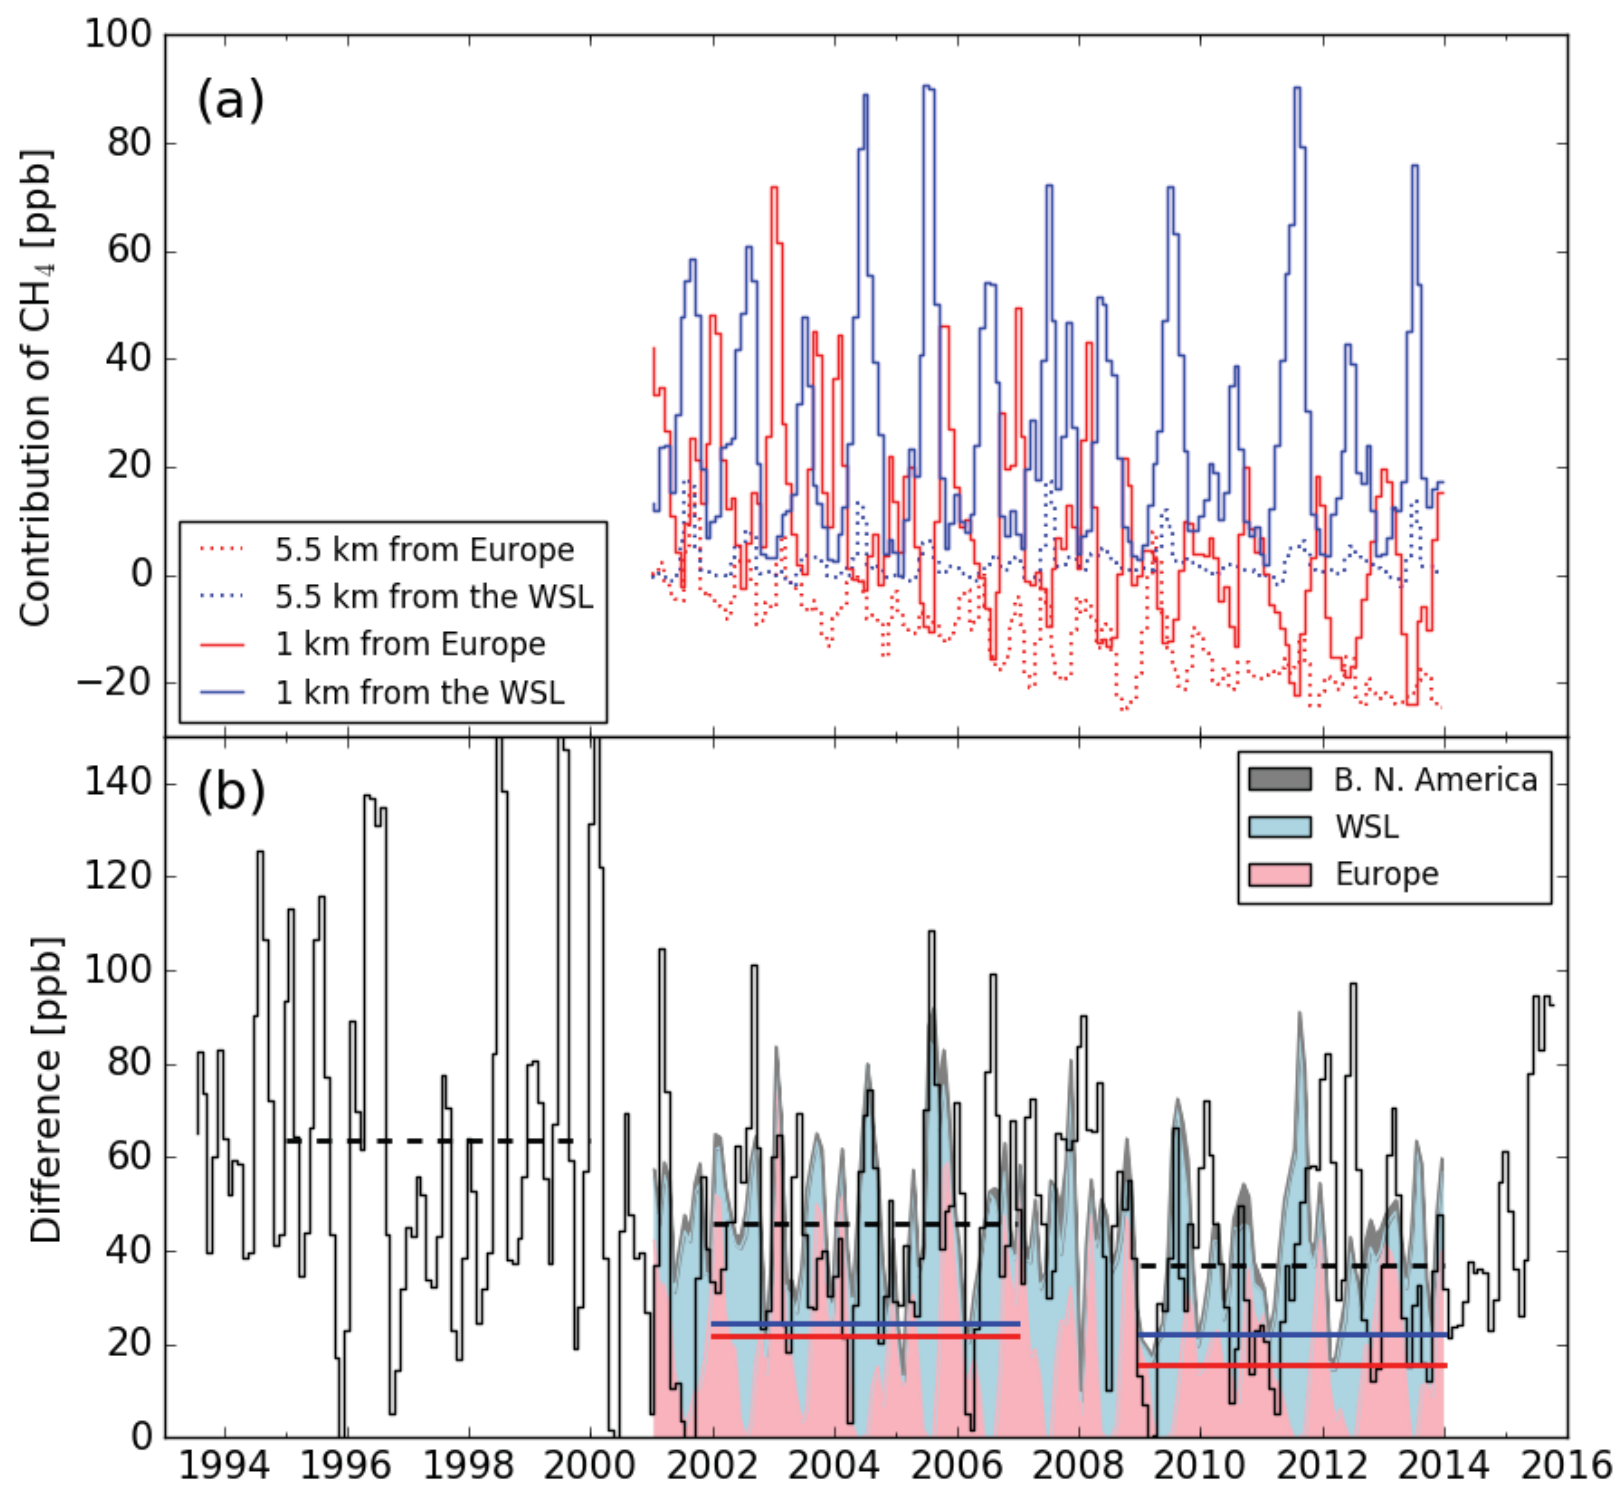 100
80
60
40
20
0
−20
Contribution of CH4 [ppb]
(a)
5.5 km from Europe
5.5 km from the WSL
1 km from Europe
1 km from the WSL
140
120
100
80
60
40
20
0
Difference [ppb]
(b)
B. N. America
WSL
Europe
1994 1996 1998 2000 2002 2004 2006 2008 2010 2012 2014 2016